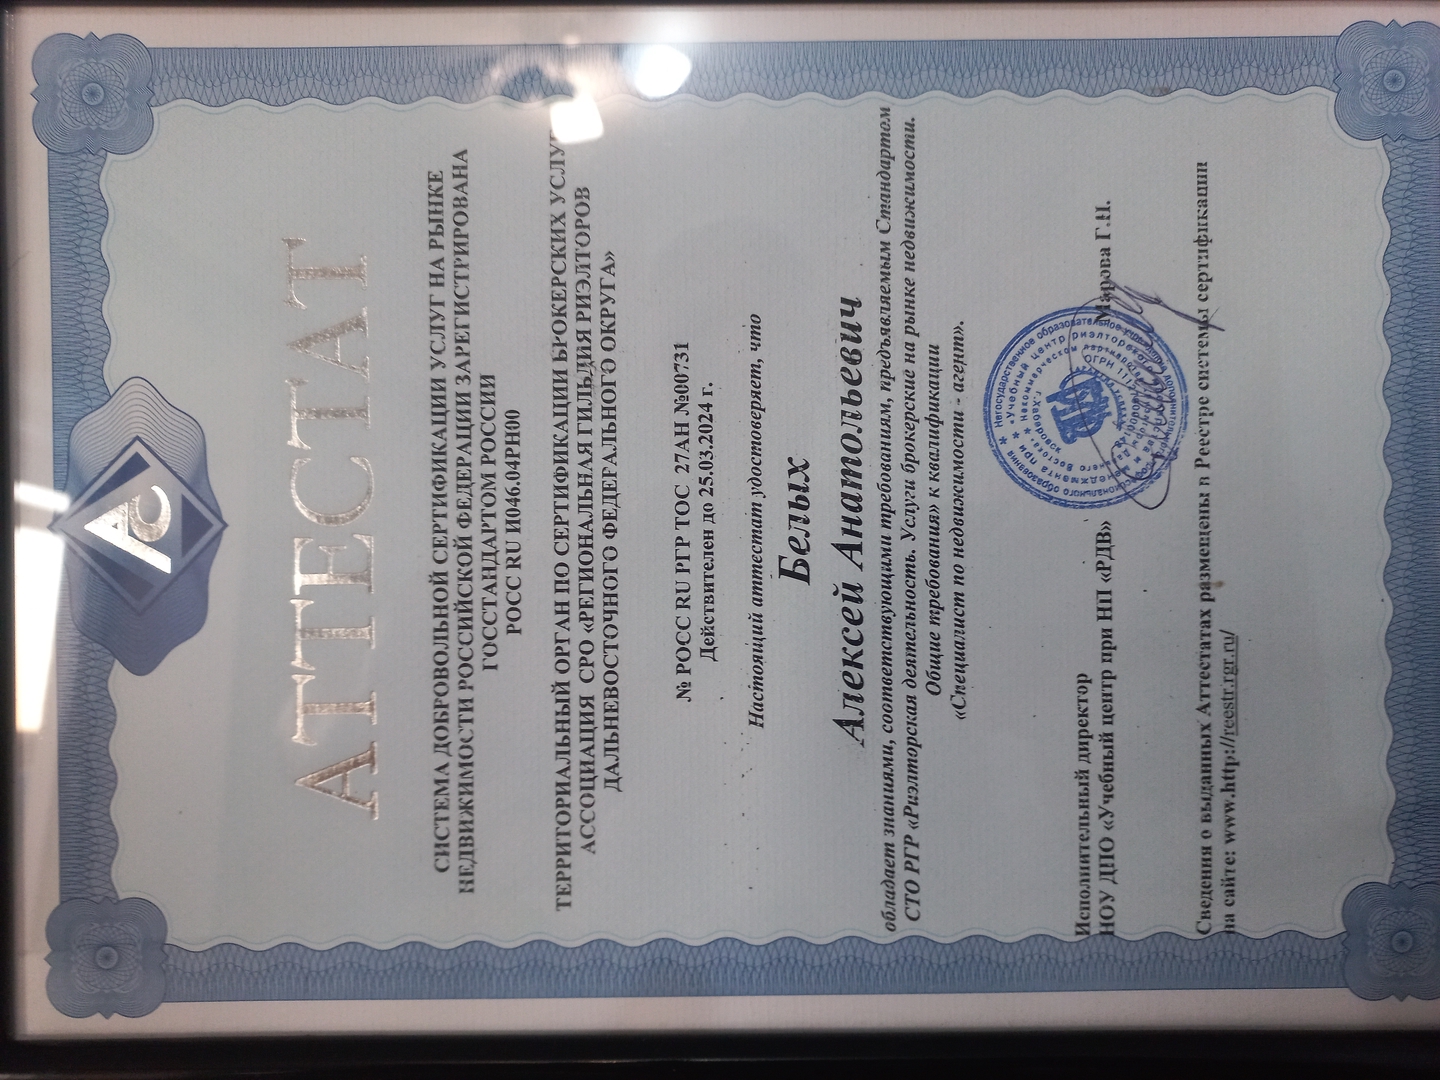 РС
АТТЕСТАТ
СИСТЕМА ДОБРОВОЛЬНОЙ СЕРТИФИКАЦИИ УСЛУГ НА РЫНКЕ
НЕДВИЖИМОСТИ РОССИЙСКОЙ ФЕДЕРАЦИИ ЗАРЕГИСТРИРОВАНА
ГОССТАНДАРТОМ РОССИИ
РОСС RU И046.04РН00
ТЕРРИТОРИАЛЬНЫЙ ОРГАН ПО СЕРТИФИКАЦИИ БРОКЕРСКИХ
АССОЦИАЦИЯ СРО «РЕГИОНАЛЬНАЯ ГИЛЬДИЯ РИЭЛТОРОВ
ДАЛЬНЕВОСТОЧНОГО ФЕДЕРАЛЬНОГО ОКРУГА»
№ РОСС RU РГР ТОС 27АН №00731
Действителен до 25.03.2024 г.
Настоящий аттестат удостоверяет, что
Белых
Алексей Анатольевич
обладает знаниями, соответствующими требованиям, предъявляемым Стандартом
СТО РГР «Риэлторская деятельность. Услуги брокерские на рынке недвижимости.
Общие требования» к квалификации
«Специалист по недвижимости - агент».
Исполнительный директор
НОУ ДПО «Учебный центр при НП «РДВ» Марова Г.Н.
Сведения о выданных Аттестатах размещены в Реестре системы сертификации
на сайте: www.http://reestr.rgr.ru/